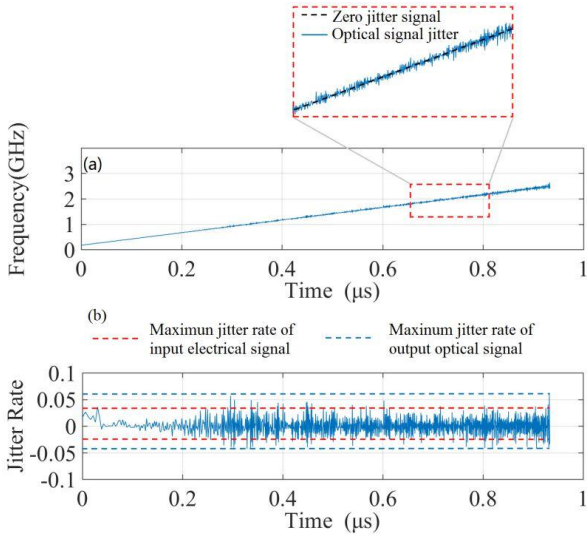 Zero jitter signal
Optical signal jitter
(a)
Frequency(GHz)
3
2
1
0
0 0.2 0.4 0.6 0.8 1
Time (μs)
(b)
Maximun jitter rate of
input electrical signal
Maxinum jitter rate of
output optical signal
Jitter Rate
0.1
0.05
0
-0.05
-0.1
0 0.2 0.4 0.6 0.8 1
Time (μs)